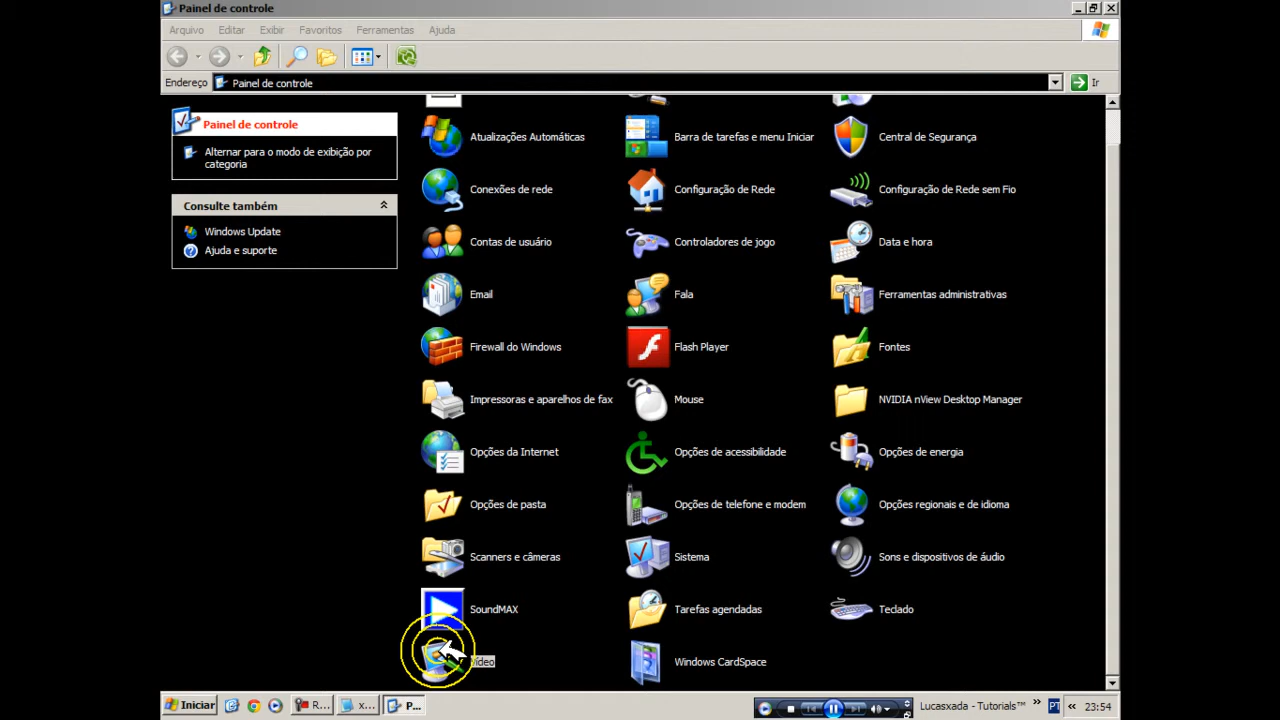 Painel de controle
Arquivo Editar Exibir Favoritos Ferramentas Ajuda
Endereço Painel de controle Ir
Painel de controle
Alternar para o modo de exibição por
categoria
Consulte também
Windows Update
Ajuda e suporte
Atualizações Automáticas Barra de tarefas e menu Iniciar Central de Segurança
Conexões de rede Configuração de Rede Configuração de Rede sem Fio
Contas de usuário Controladores de jogo Data e hora
Email Fala Ferramentas administrativas
Firewall do Windows Flash Player Fontes
Impressoras e aparelhos de fax Mouse NVIDIA nView Desktop Manager
Opções da Internet Opções de acessibilidade Opções de energia
Opções de pasta Opções de telefone e modem Opções regionais e de idioma
Scanners e câmeras Sistema Sons e dispositivos de áudio
SoundMAX Tarefas agendadas Teclado
Vídeo Windows CardSpace
Iniciar R... x... P... Lucasxada - Tutorials™ » PT « 23:54